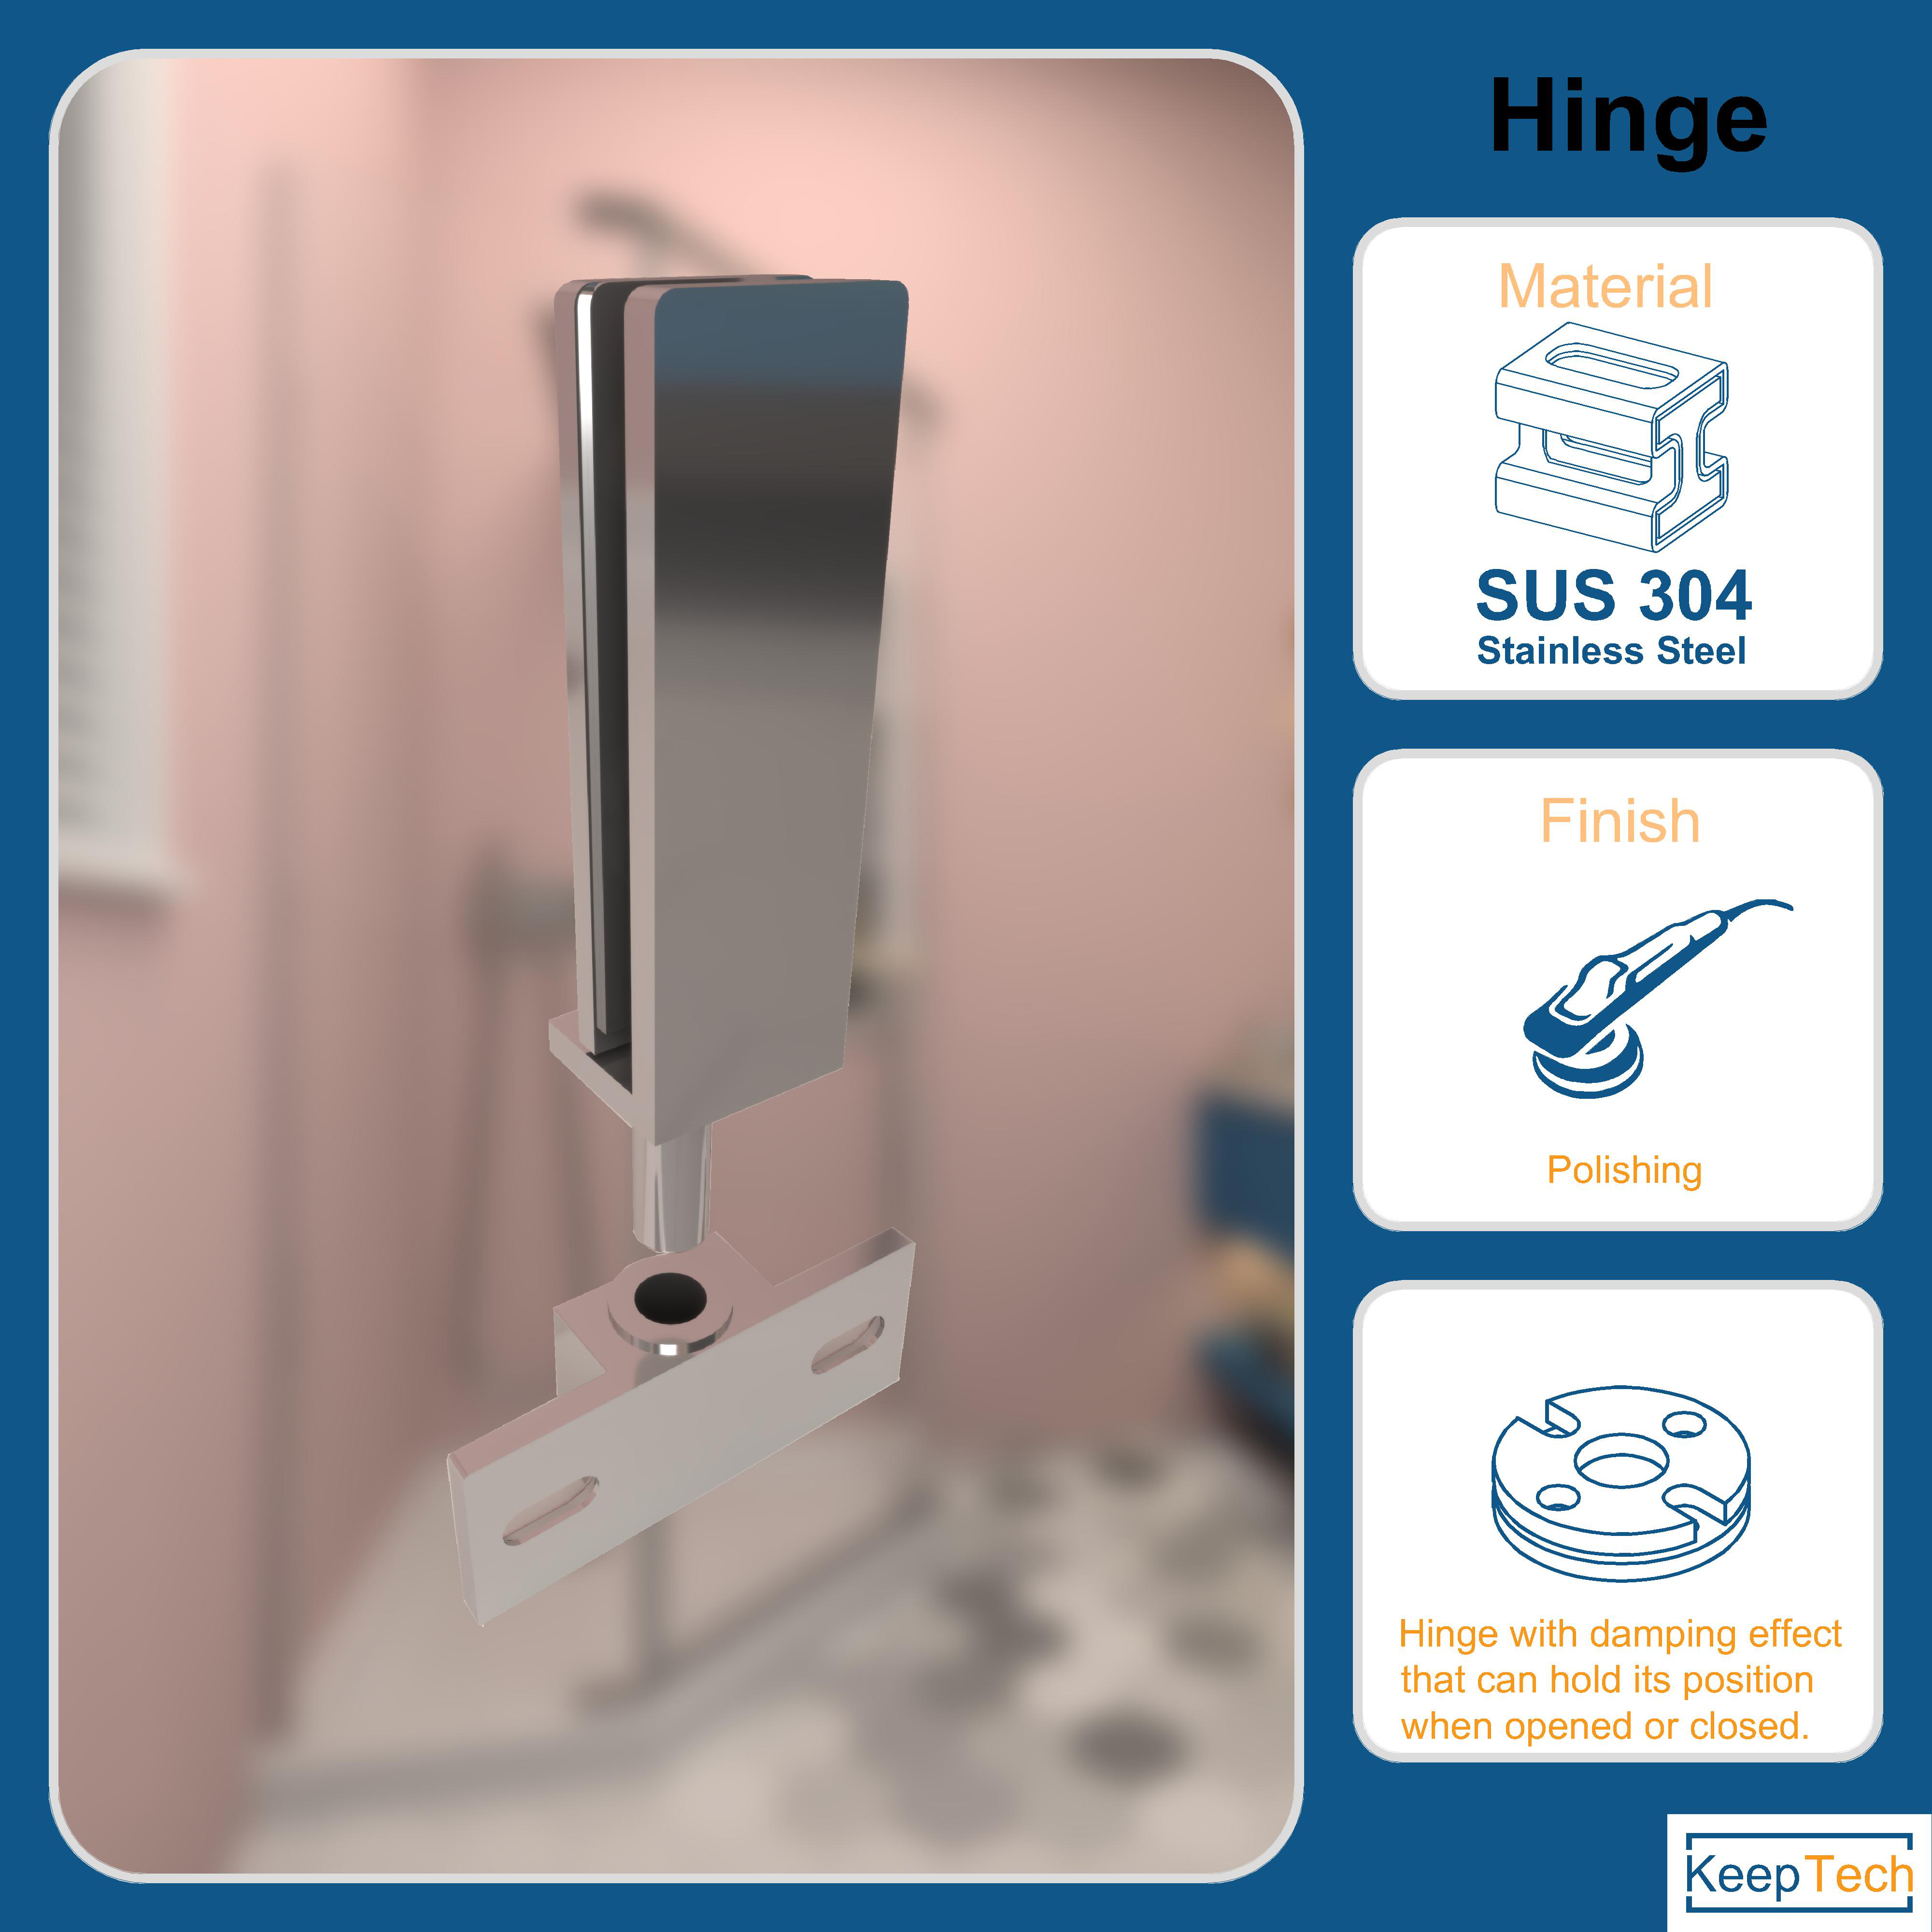 Hinge
Material
SUS 304
Stainless Steel
Finish
Polishing
Hinge with damping effect
that can hold its position
when opened or closed.
KeepTech